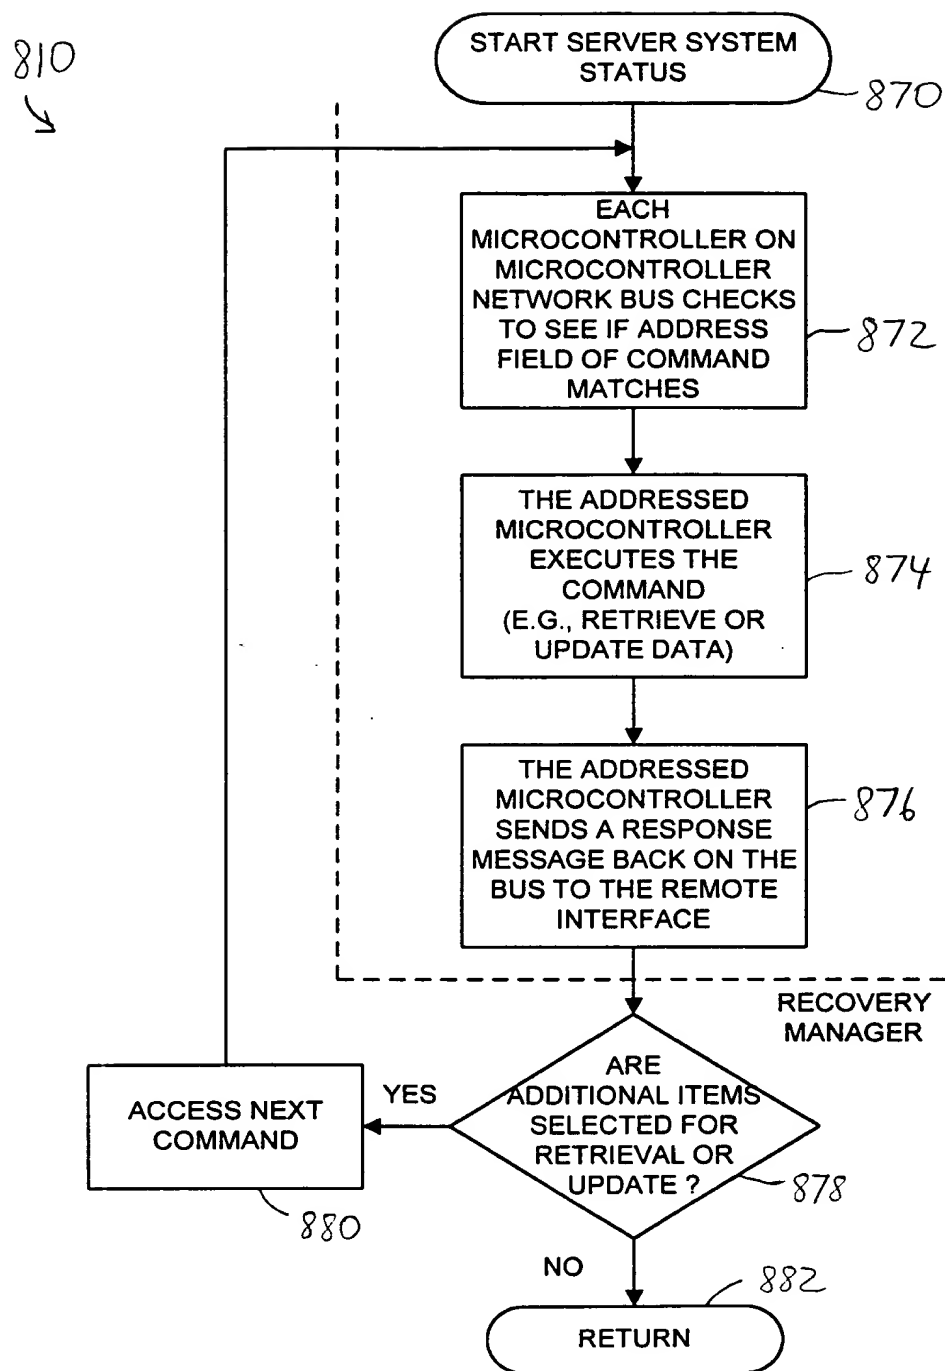 810
START SERVER SYSTEM
STATUS
870
EACH
MICROCONTROLLER ON
MICROCONTROLLER
NETWORK BUS CHECKS
TO SEE IF ADDRESS
FIELD OF COMMAND
MATCHES
872
THE ADDRESSED
MICROCONTROLLER
EXECUTES THE
COMMAND
(E.G., RETRIEVE OR
UPDATE DATA)
874
THE ADDRESSED
MICROCONTROLLER
SENDS A RESPONSE
MESSAGE BACK ON THE
BUS TO THE REMOTE
INTERFACE
876
RECOVERY
MANAGER
ARE
ADDITIONAL ITEMS
SELECTED FOR
RETRIEVAL OR
UPDATE ?
878
YES
ACCESS NEXT
COMMAND
880
NO
882
RETURN